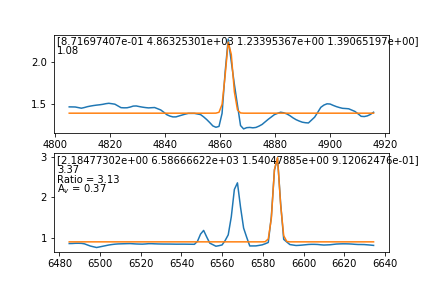 [8.71697407e-01 4.86325301e+03 1.23395367e+00 1.39065197e+00]
1.08
2.0
1.5
4800 4820 4840 4860 4880 4900 4920
[2.18477302e+00 6.58666622e+03 1.54047885e+00 9.12062476e-01]
3.37
Ratio = 3.13
Aᵥ = 0.37
3
2
1
6480 6500 6520 6540 6560 6580 6600 6620 6640